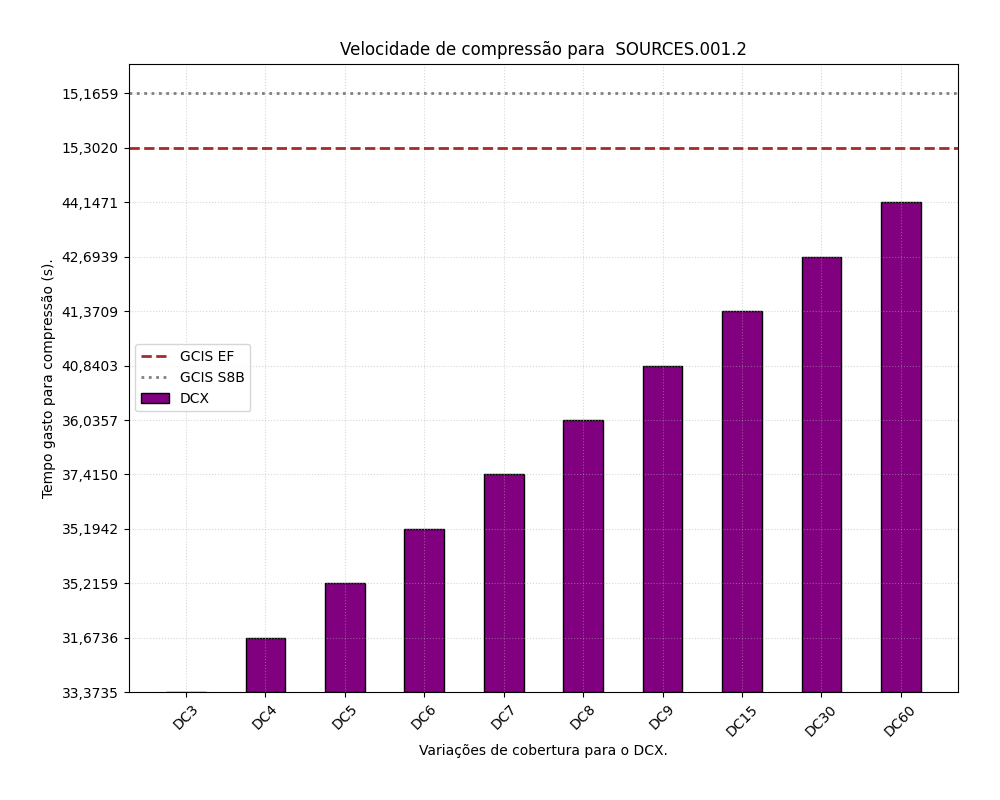 Velocidade de compressão para  SOURCES.001.2
Tempo gasto para compressão (s).
15,1659
15,3020
44,1471
42,6939
41,3709
40,8403
36,0357
37,4150
35,1942
35,2159
31,6736
33,3735
GCIS EF
GCIS S8B
DCX
DC3
DC4
DC5
DC6
DC7
DC8
DC9
DC15
DC30
DC60
Variações de cobertura para o DCX.